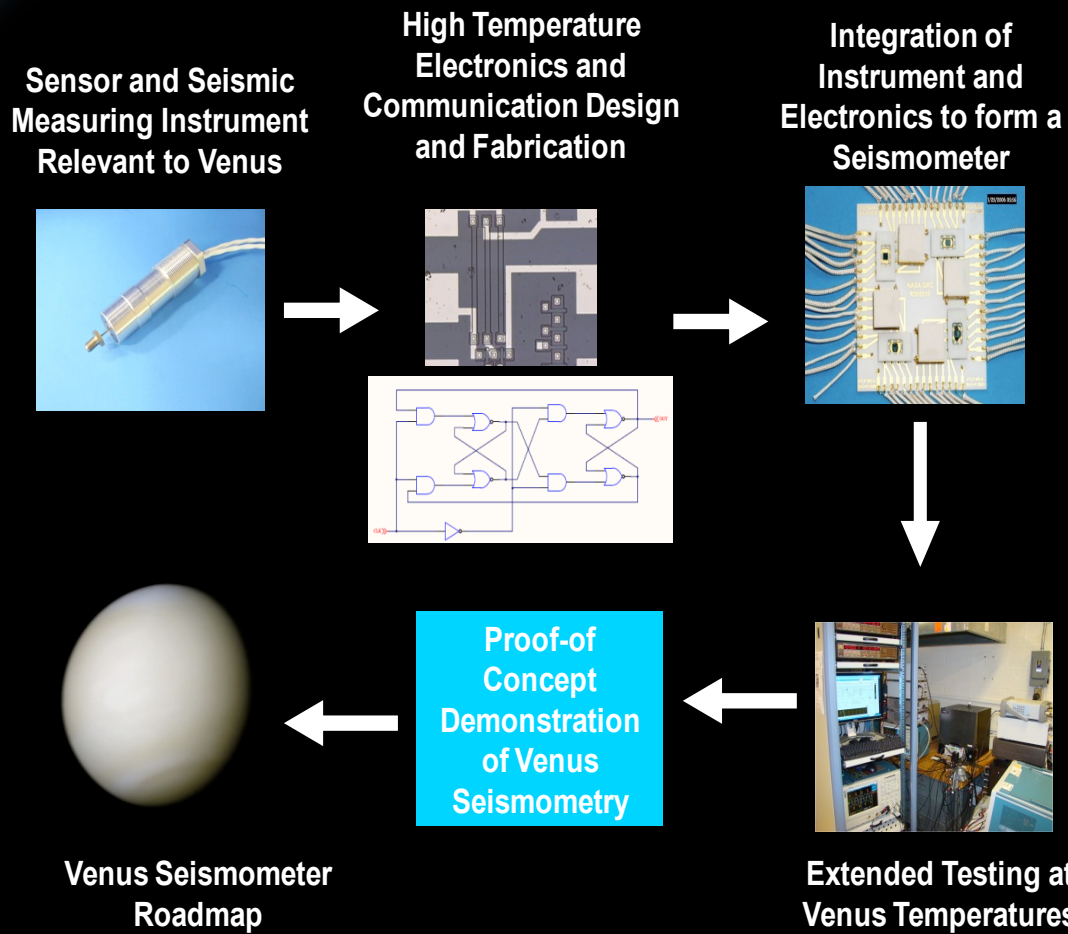 Sensor and Seismic
Measuring Instrument
Relevant to Venus
High Temperature
Electronics and
Communication Design
and Fabrication
Integration of
Instrument and
Electronics to form a
Seismometer
NASA GRC
Proof-of
Concept
Demonstration
of Venus
Seismometry
Venus Seismometer
Roadmap
Extended Testing at
Venus Temperatures